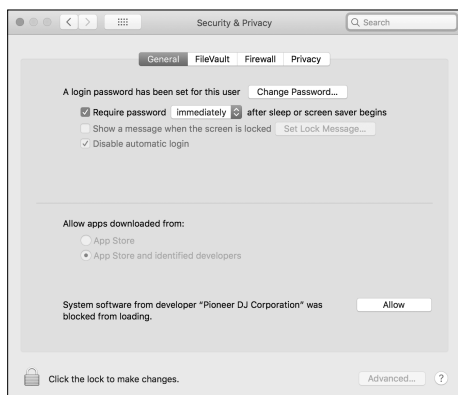 Security & Privacy
Search
General FileVault Firewall Privacy
A login password has been set for this user Change Password...
Require password immediately after sleep or screen saver begins
Show a message when the screen is locked Set Lock Message...
Disable automatic login
Allow apps downloaded from:
App Store
App Store and identified developers
System software from developer “Pioneer DJ Corporation” was Allow
blocked from loading.
Click the lock to make changes. Advanced... ?